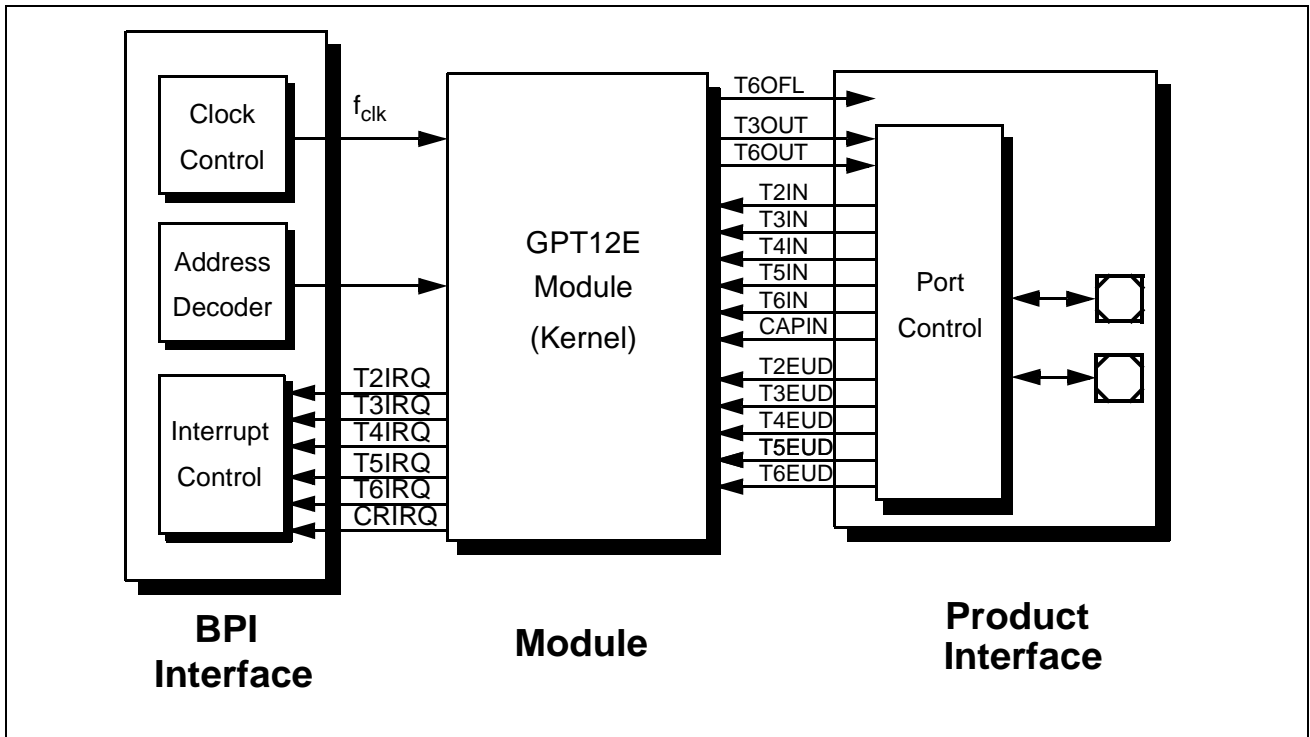 Clock
Control
f_clk
Address
Decoder
Interrupt
Control
T2IRQ
T3IRQ
T4IRQ
T5IRQ
T6IRQ
CRIRQ
GPT12E
Module
(Kernel)
T6OFL
T3OUT
T6OUT
T2IN
T3IN
T4IN
T5IN
T6IN
CAPIN
T2EUD
T3EUD
T4EUD
T5EUD
T6EUD
Port
Control
BPI
Interface
Module
Product
Interface